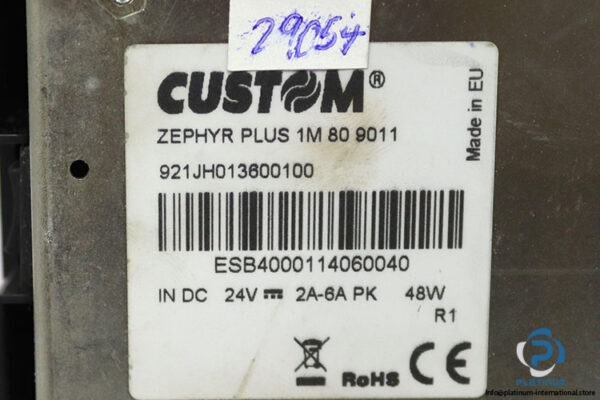 29054
CUSTOM®
ZEPHYR PLUS 1M 80 9011
Made in EU
921JH013600100
ESB4000114060040
IN DC 24V⎓ 2A-6A PK 48W
R1
RoHS CE
PLATINUM
info@platinum-international.store